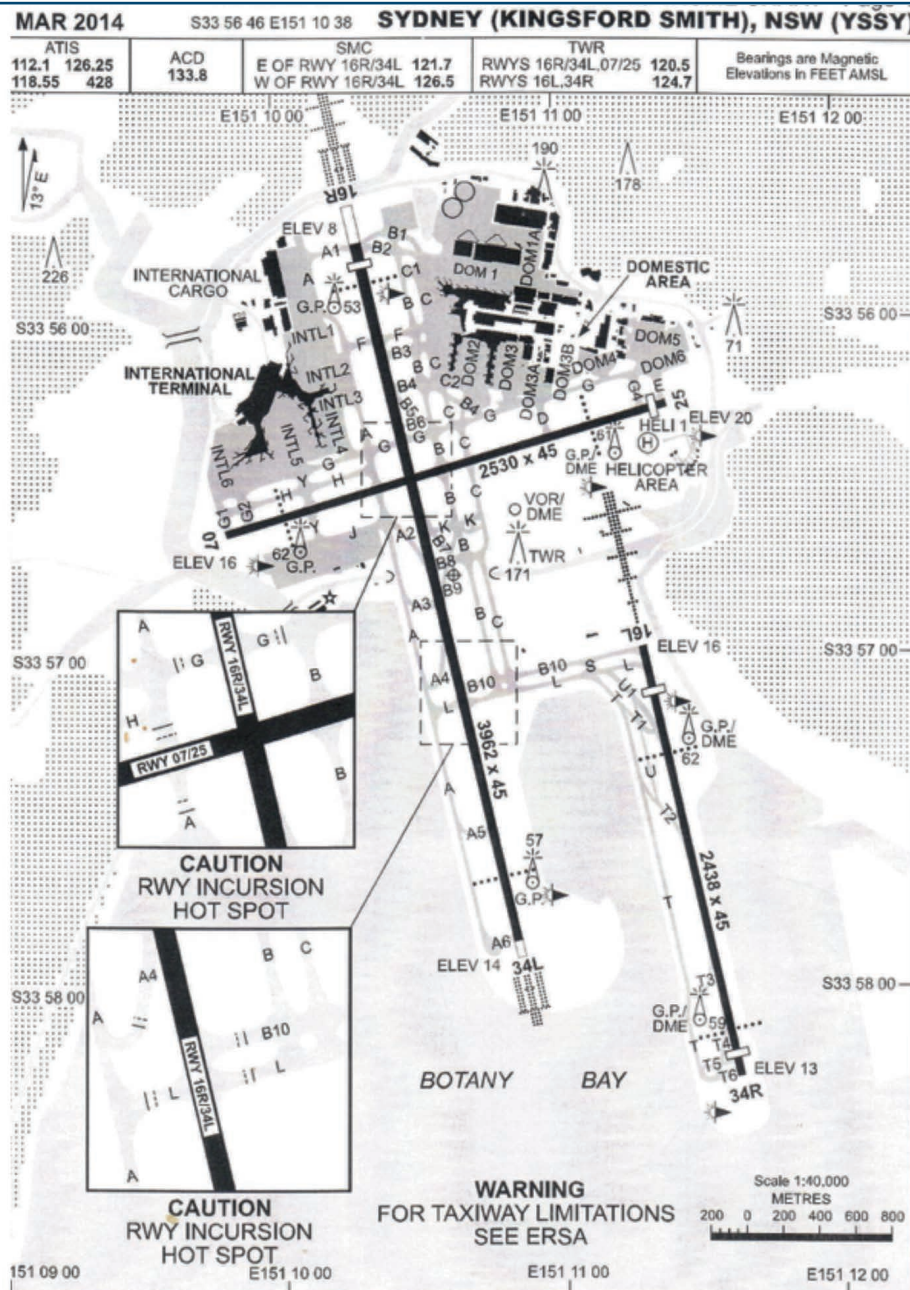 MAR 2014
S33 56 46 E151 10 38
SYDNEY (KINGSFORD SMITH), NSW (YSSY)
ATIS
112.1 126.25
118.55 428
ACD
133.8
SMC
E OF RWY 16R/34L 121.7
W OF RWY 16R/34L 126.5
TWR
RWYS 16R/34L,07/25 120.5
RWYS 16L,34R 124.7
Bearings are Magnetic
Elevations in FEET AMSL
E151 10 00
E151 11 00
E151 12 00
13° E
190
178
226
16R
ELEV 8
A1
B2
B1
A
C1
INTERNATIONAL
CARGO
G.P.
53
B
C
DOM 1
DOM1A
DOMESTIC
AREA
S33 56 00
S33 56 00
INTL1
F
F
B3
DOM2
DOM3
DOM3A
DOM3B
DOM4
DOM5
DOM6
71
INTERNATIONAL
TERMINAL
INTL2
INTL3
INTL4
INTL5
INTL6
B4
B5
B6
B
C
C2
C
B4
G
D
G
G4
E
25
ELEV 20
HELI 1
H
61
G.P./
DME
HELICOPTER
AREA
A
G
G
B
C
2530 x 45
G
H
Y
H
G1
G2
07
ELEV 16
62
G.P.
Y
J
A2
K
K
B
C
B7
B8
B9
B
C
VOR/
DME
TWR
171
A3
A
B
C
S33 57 00
S33 57 00
16L
ELEV 16
A4
B10
B10
L
L
S
L
U1
T
T1
U
T2
G.P./
DME
62
3962 x 45
A
A5
57
G.P.
A6
ELEV 14
34L
2438 x 45
T
T3
G.P./
DME
59
T4
T
T5
T6
ELEV 13
34R
S33 58 00
S33 58 00
A
G
G
RWY 16R/34L
B
H
RWY 07/25
B
A
CAUTION
RWY INCURSION
HOT SPOT
A4
B
C
A
B10
RWY 16R/34L
L
L
A
CAUTION
RWY INCURSION
HOT SPOT
BOTANY BAY
WARNING
FOR TAXIWAY LIMITATIONS
SEE ERSA
Scale 1:40,000
METRES
200 0 200 400 600 800
151 09 00
E151 10 00
E151 11 00
E151 12 00